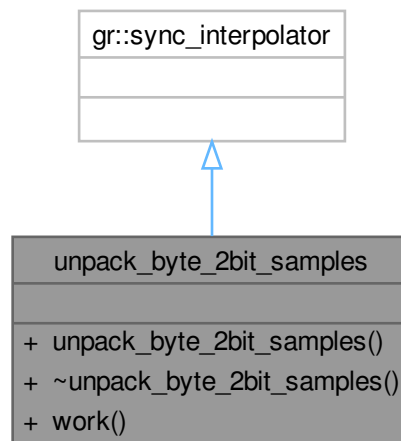 gr::sync_interpolator
unpack_byte_2bit_samples
+ unpack_byte_2bit_samples()
+ ~unpack_byte_2bit_samples()
+ work()